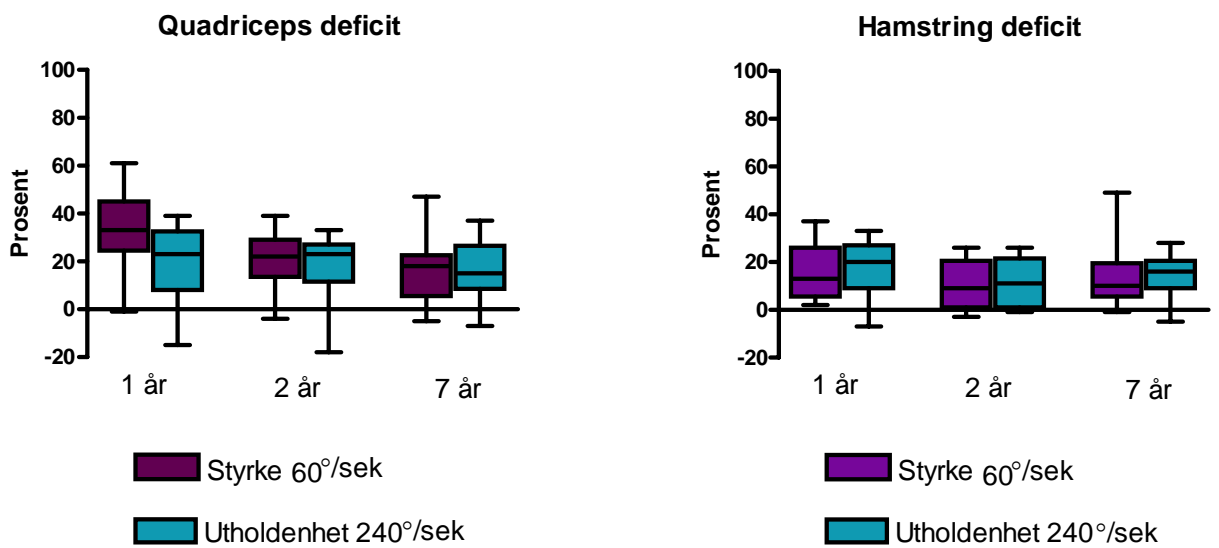 Quadriceps deficit
100
80
60
40
20
0
-20
Prosent
1 år
2 år
7 år
Styrke 60°/sek
Utholdenhet 240°/sek
Hamstring deficit
100
80
60
40
20
0
-20
Prosent
1 år
2 år
7 år
Styrke 60°/sek
Utholdenhet 240°/sek